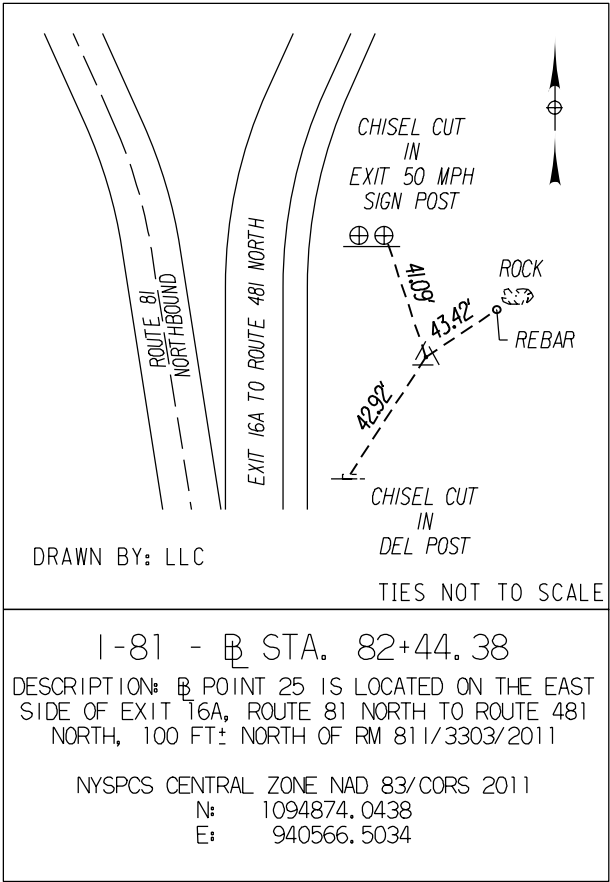 CHISEL CUT
IN
EXIT 50 MPH
SIGN POST
ROUTE 81
NORTHBOUND
EXIT 16A TO ROUTE 481 NORTH
41.09'
ROCK
43.42'
REBAR
42.92'
CHISEL CUT
IN
DEL POST
DRAWN BY: LLC
TIES NOT TO SCALE
I-81 - BL STA. 82+44.38
DESCRIPTION: BL POINT 25 IS LOCATED ON THE EAST
SIDE OF EXIT 16A, ROUTE 81 NORTH TO ROUTE 481
NORTH, 100 FT± NORTH OF RM 81I/3303/2011
NYSPCS CENTRAL ZONE NAD 83/CORS 2011
N: 1094874.0438
E: 940566.5034